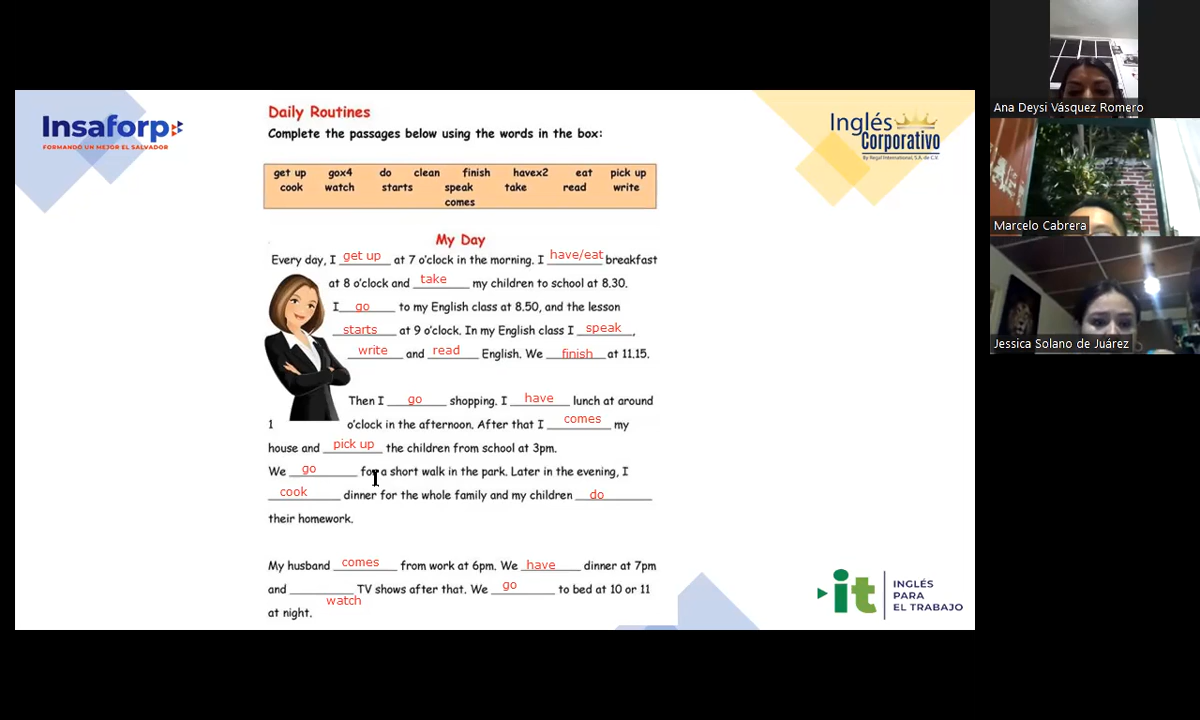 Insaforp
FORMANDO UN MEJOR EL SALVADOR
Inglés
Corporativo
By Regal International, S.A. de C.V.
Daily Routines
Complete the passages below using the words in the box:
get up gox4 do clean finish havex2 eat pick up
cook watch starts speak take read write
comes
My Day
Every day, I get up at 7 o'clock in the morning. I have/eat breakfast
at 8 o'clock and take my children to school at 8.30.
I go to my English class at 8.50, and the lesson
starts at 9 o'clock. In my English class I speak,
write and read English. We finish at 11.15.
Then I go shopping. I have lunch at around
1 o'clock in the afternoon. After that I comes my
house and pick up the children from school at 3pm.
We go for a short walk in the park. Later in the evening, I
cook dinner for the whole family and my children do
their homework.
My husband comes from work at 6pm. We have dinner at 7pm
and watch TV shows after that. We go to bed at 10 or 11
at night.
it
INGLÉS
PARA
EL TRABAJO
Ana Deysi Vásquez Romero
Marcelo Cabrera
Jessica Solano de Juárez